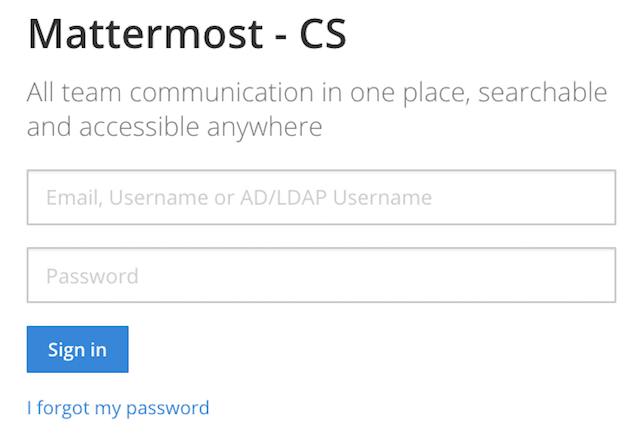 Mattermost - CS
All team communication in one place, searchable
and accessible anywhere
Email, Username or AD/LDAP Username
Password
Sign in
I forgot my password